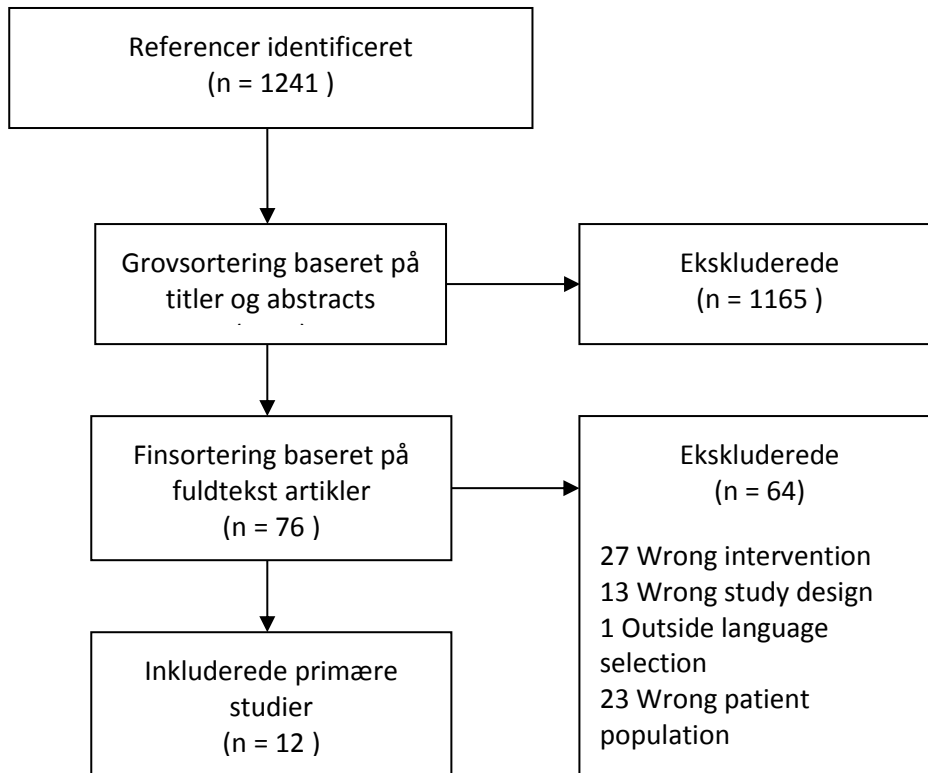 Referencer identificeret
(n = 1241 )
Grovsortering baseret på
titler og abstracts
Ekskluderede
(n = 1165 )
Finsortering baseret på
fuldtekst artikler
(n = 76 )
Ekskluderede
(n = 64)
27 Wrong intervention
13 Wrong study design
1 Outside language
selection
23 Wrong patient
population
Inkluderede primære
studier
(n = 12 )